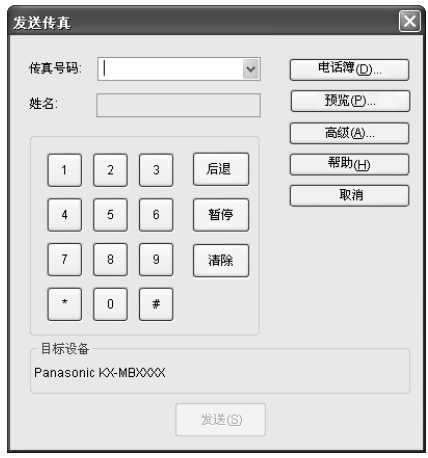 发送传真
传真号码:
电话簿(D)...
姓名:
预览(P)...
高级(A)...
帮助(H)
取消
1 2 3 后退
4 5 6 暂停
7 8 9 清除
* 0 #
目标设备
Panasonic KX-MBXXXX
发送(S)